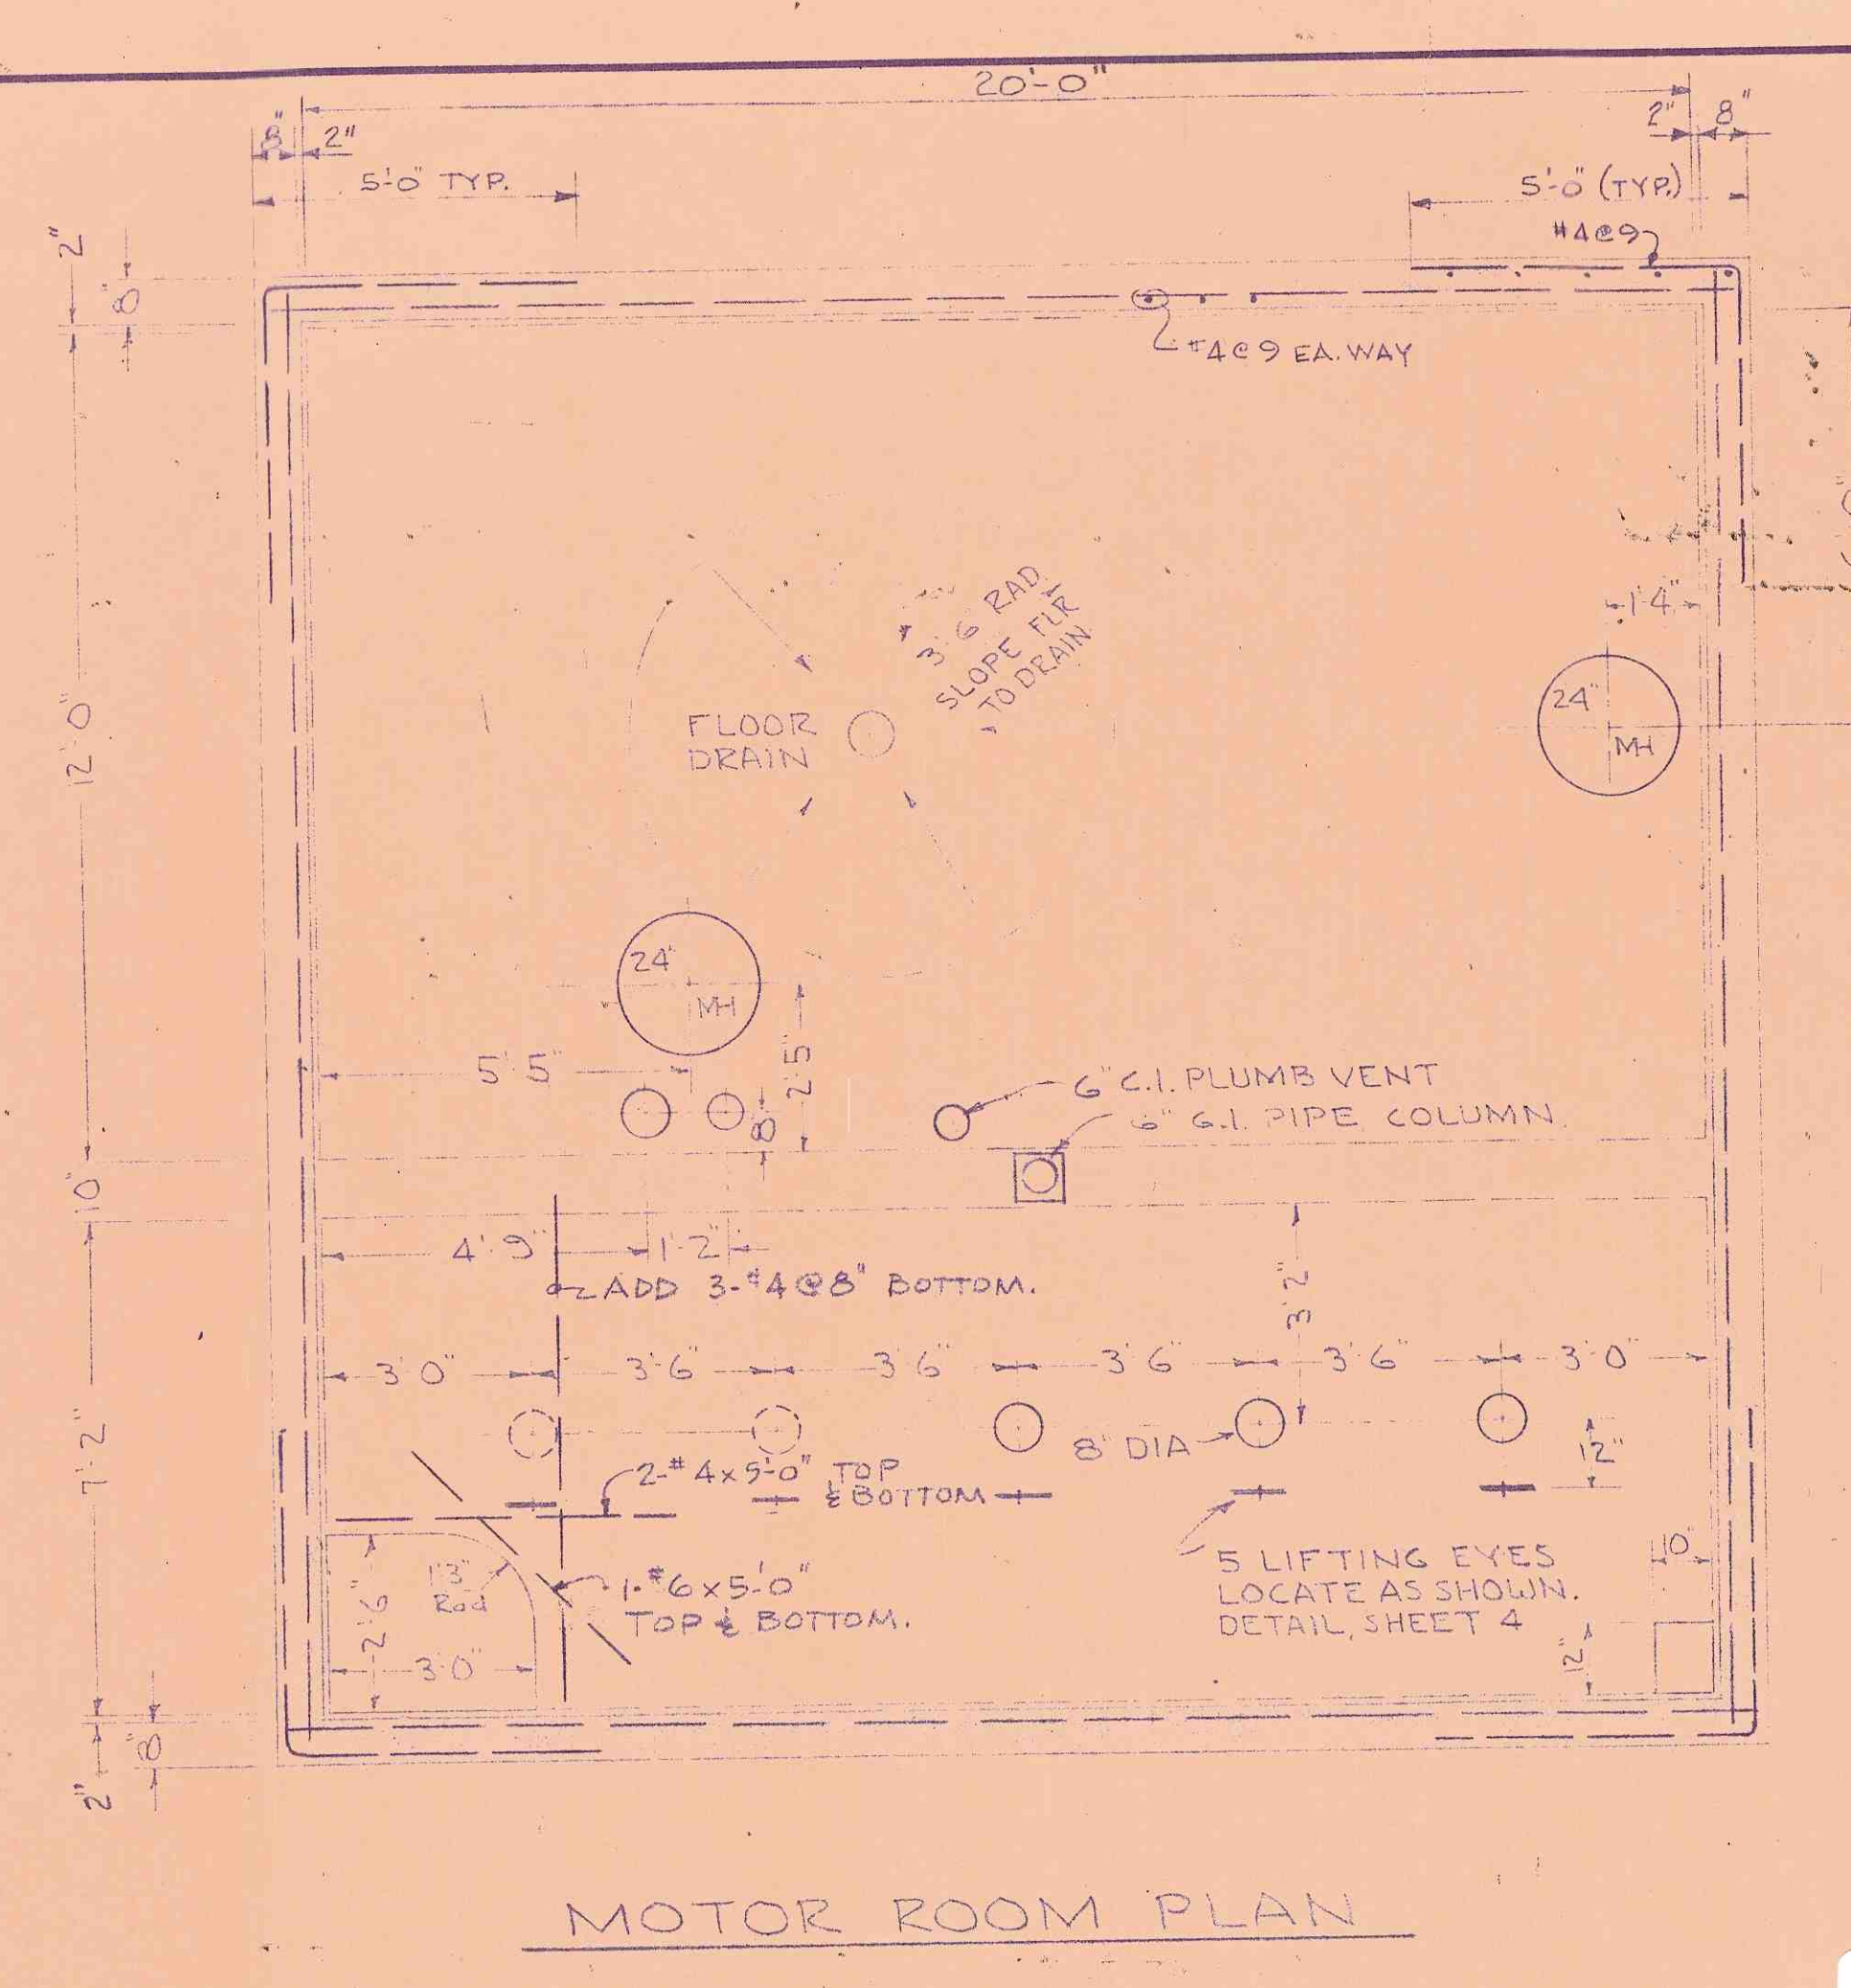 20'-0"
8" 2"
2" 8"
5'-0" TYP.
5'-0" (TYP.)
#4@9
2"
8"
#4@9 EA. WAY
1'4"
3'6 RAD.
SLOPE FLR
TO DRAIN
FLOOR
DRAIN
24"
MH
12'-0"
24"
MH
5'-5"
2'5"
8"
6" C.I. PLUMB VENT
6" G.I. PIPE COLUMN
10"
4'-9" 1'-2"
ADD 3-#4@8" BOTTOM.
3'2"
3'0" 3'6" 3'6" 3'6" 3'6" 3'0"
8" DIA
12"
7'-2"
2-#4x5'-0" TOP
& BOTTOM
5 LIFTING EYES
LOCATE AS SHOWN.
DETAIL, SHEET 4
10"
1'3"
Rad
2'6"
3'0"
1-#6x5'-0"
TOP & BOTTOM.
12"
8"
2"
MOTOR ROOM PLAN